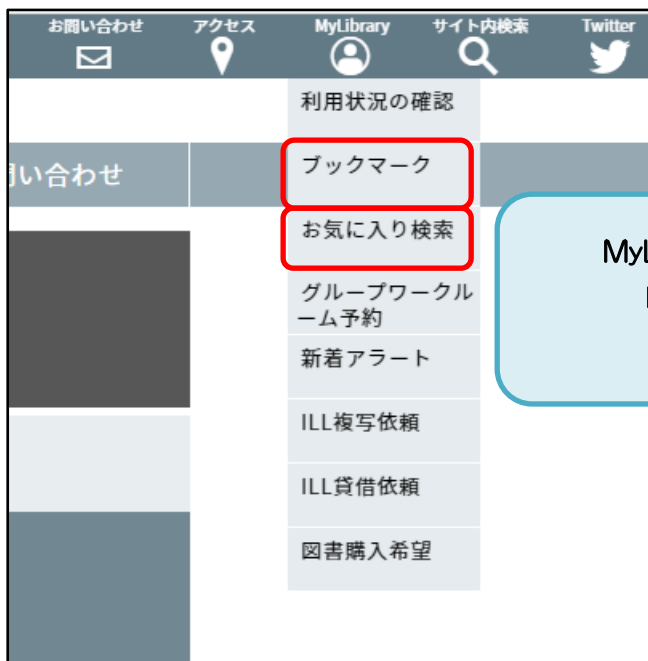 お問い合わせ
アクセス
MyLibrary
サイト内検索
Twitter
利用状況の確認
ブックマーク
い合わせ
お気に入り検索
グループワークル
ーム予約
新着アラート
ILL複写依頼
ILL貸借依頼
図書購入希望